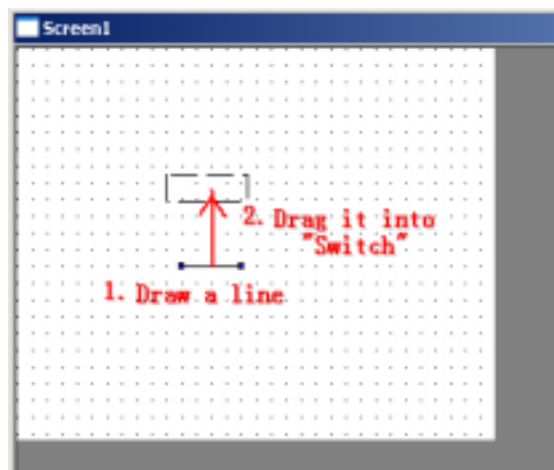 Screen1
2. Drag it into
"Switch"
1. Draw a line